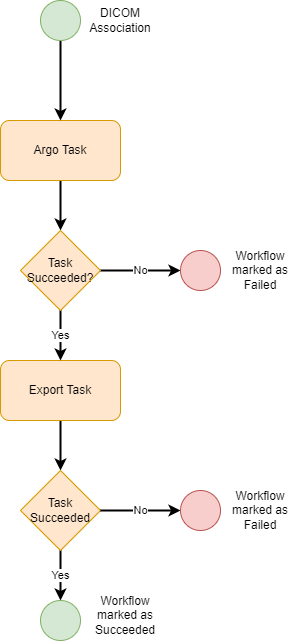 DICOM
Association
Argo Task
Task
Succeeded?
No
Workflow
marked as
Failed
Yes
Export Task
Task
Succeeded
No
Workflow
marked as
Failed
Yes
Workflow
marked as
Succeeded